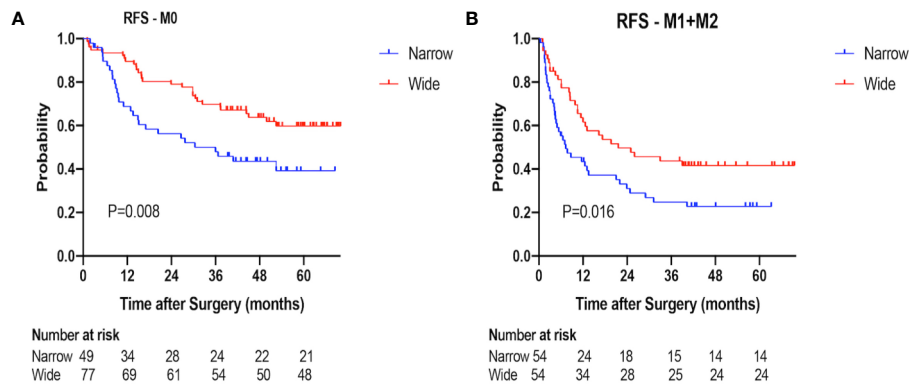 A
RFS - M0
1.0
0.8
0.6
0.4
0.2
0.0
Probability
P=0.008
0 12 24 36 48 60
Time after Surgery (months)
Narrow
Wide
Number at risk
Narrow 49 34 28 24 22 21
Wide 77 69 61 54 50 48
B
RFS - M1+M2
1.0
0.8
0.6
0.4
0.2
0.0
Probability
P=0.016
0 12 24 36 48 60
Time after Surgery (months)
Narrow
Wide
Number at risk
Narrow 54 24 18 15 14 14
Wide 54 34 28 25 24 24